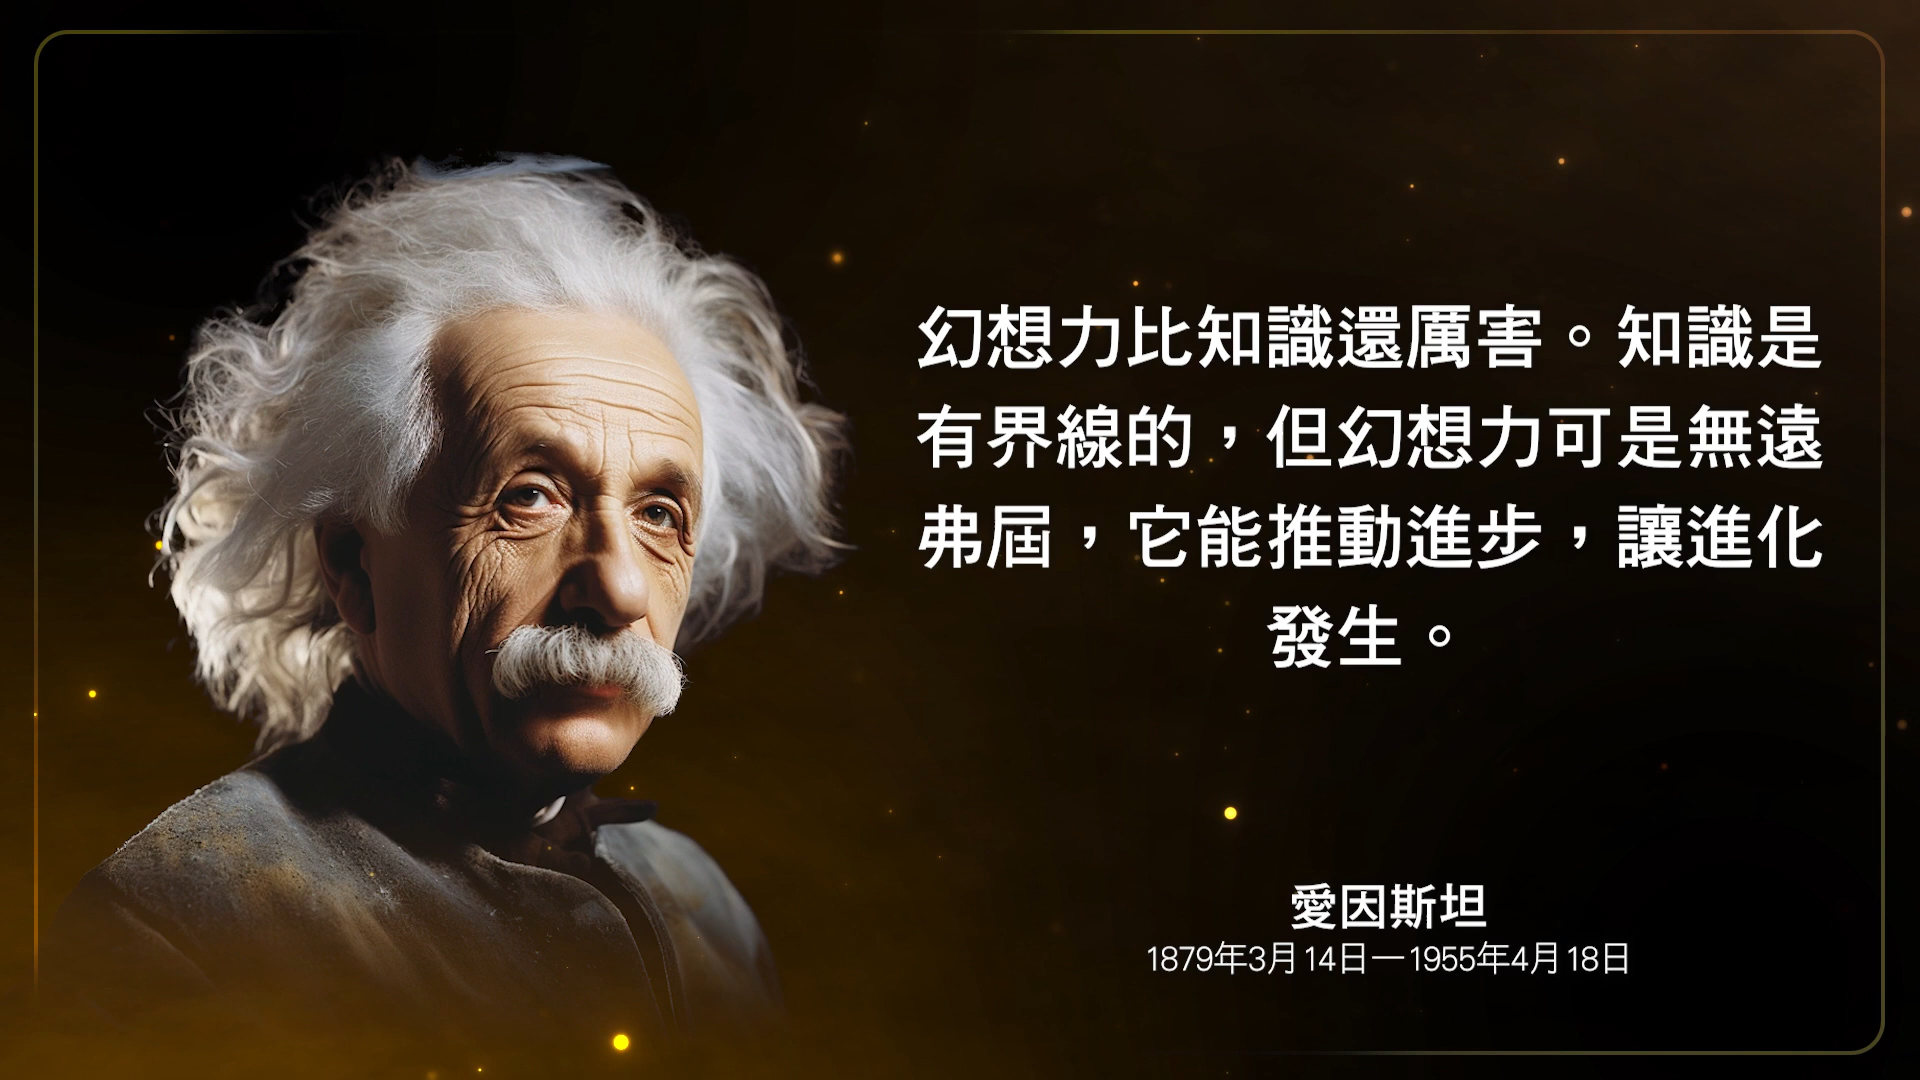 幻想力比知識還厲害。知識是
有界線的，但幻想力可是無遠
弗屆，它能推動進步，讓進化
發生。
愛因斯坦
1879年3月14日—1955年4月18日